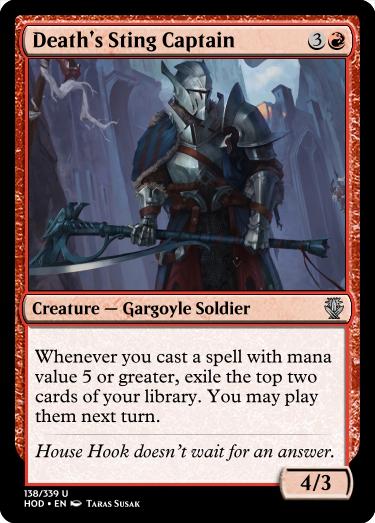 Death's Sting Captain 3
Creature — Gargoyle Soldier
Whenever you cast a spell with mana
value 5 or greater, exile the top two
cards of your library. You may play
them next turn.
House Hook doesn't wait for an answer.
4/3
138/339 U
HOD • EN Taras Susak